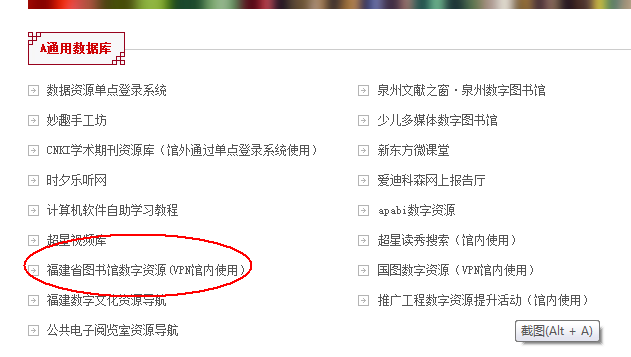 A通用数据库
数据资源单点登录系统
泉州文献之窗·泉州数字图书馆
妙趣手工坊
少儿多媒体数字图书馆
CNKI学术期刊资源库（馆外通过单点登录系统使用）
新东方微课堂
时夕乐听网
爱迪科森网上报告厅
计算机软件自助学习教程
apabi数字资源
超星视频库
超星读秀搜索（馆内使用）
福建省图书馆数字资源(VPN馆内使用）
国图数字资源（VPN馆内使用）
福建数字文化资源导航
推广工程数字资源提升活动（馆内使用）
公共电子阅览室资源导航
截图(Alt + A)